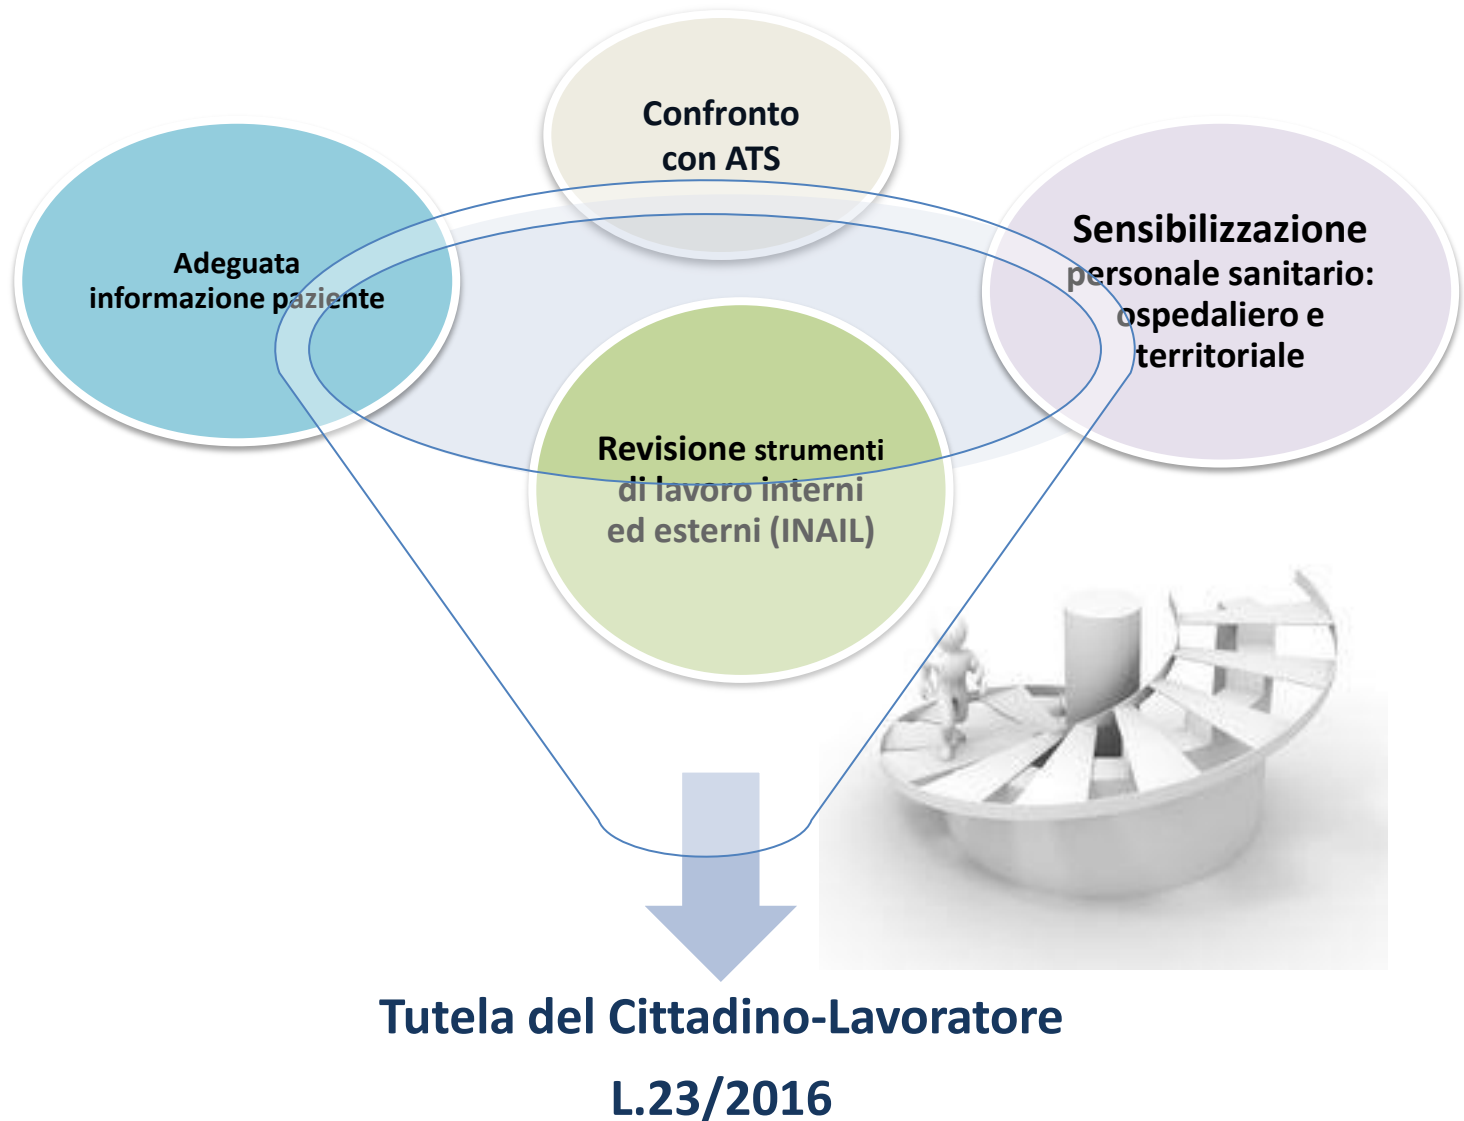 Confronto
con ATS
Adeguata
informazione paziente
Sensibilizzazione
personale sanitario:
ospedaliero e
territoriale
Revisione strumenti
di lavoro interni
ed esterni (INAIL)
Tutela del Cittadino-Lavoratore
L.23/2016